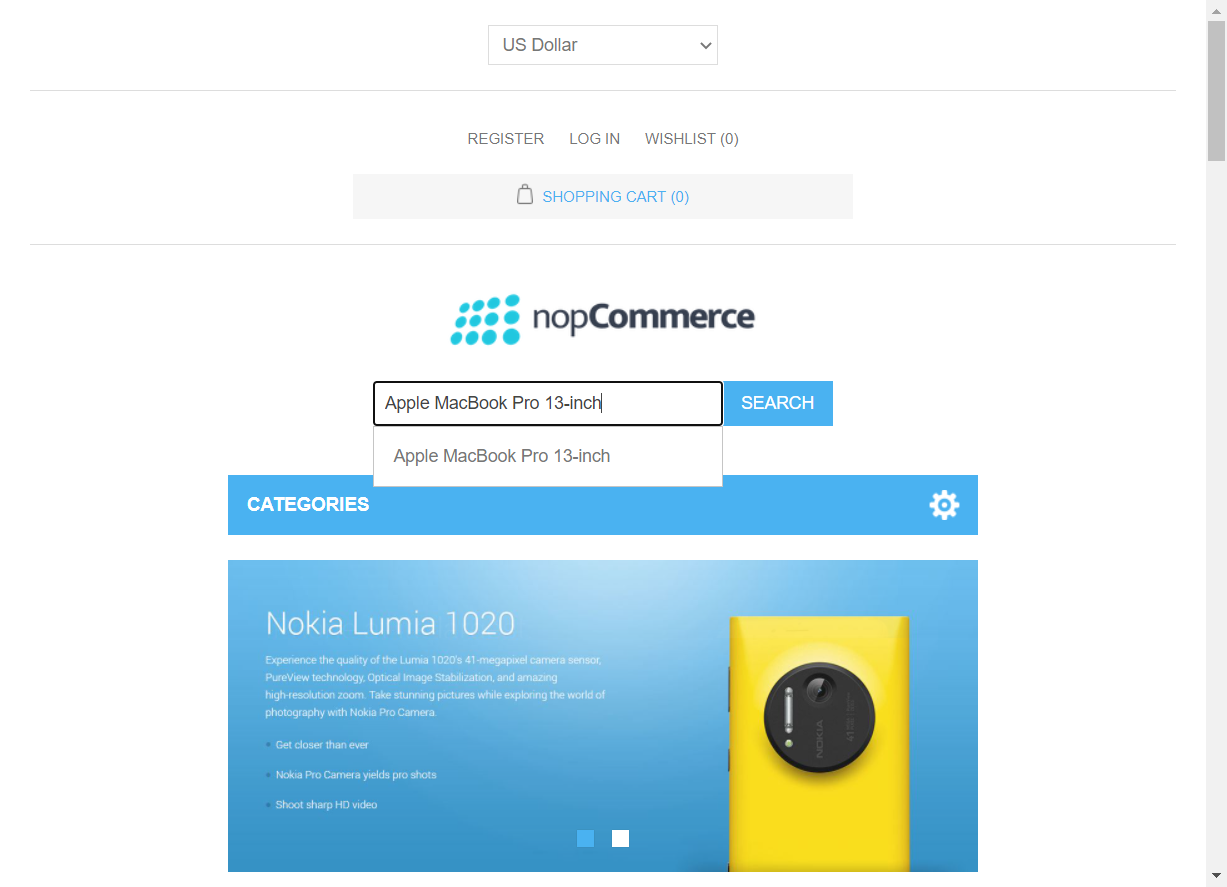 US Dollar
REGISTER LOG IN WISHLIST (0)
SHOPPING CART (0)
nopCommerce
Apple MacBook Pro 13-inch
SEARCH
Apple MacBook Pro 13-inch
CATEGORIES
Nokia Lumia 1020
Experience the quality of the Lumia 1020's 41-megapixel camera sensor,
PureView technology, Optical Image Stabilization, and amazing
high-resolution zoom. Take stunning pictures while exploring the world of
photography with Nokia Pro Camera.
Get closer than ever
Nokia Pro Camera yields pro shots
Shoot sharp HD video
NOKIA